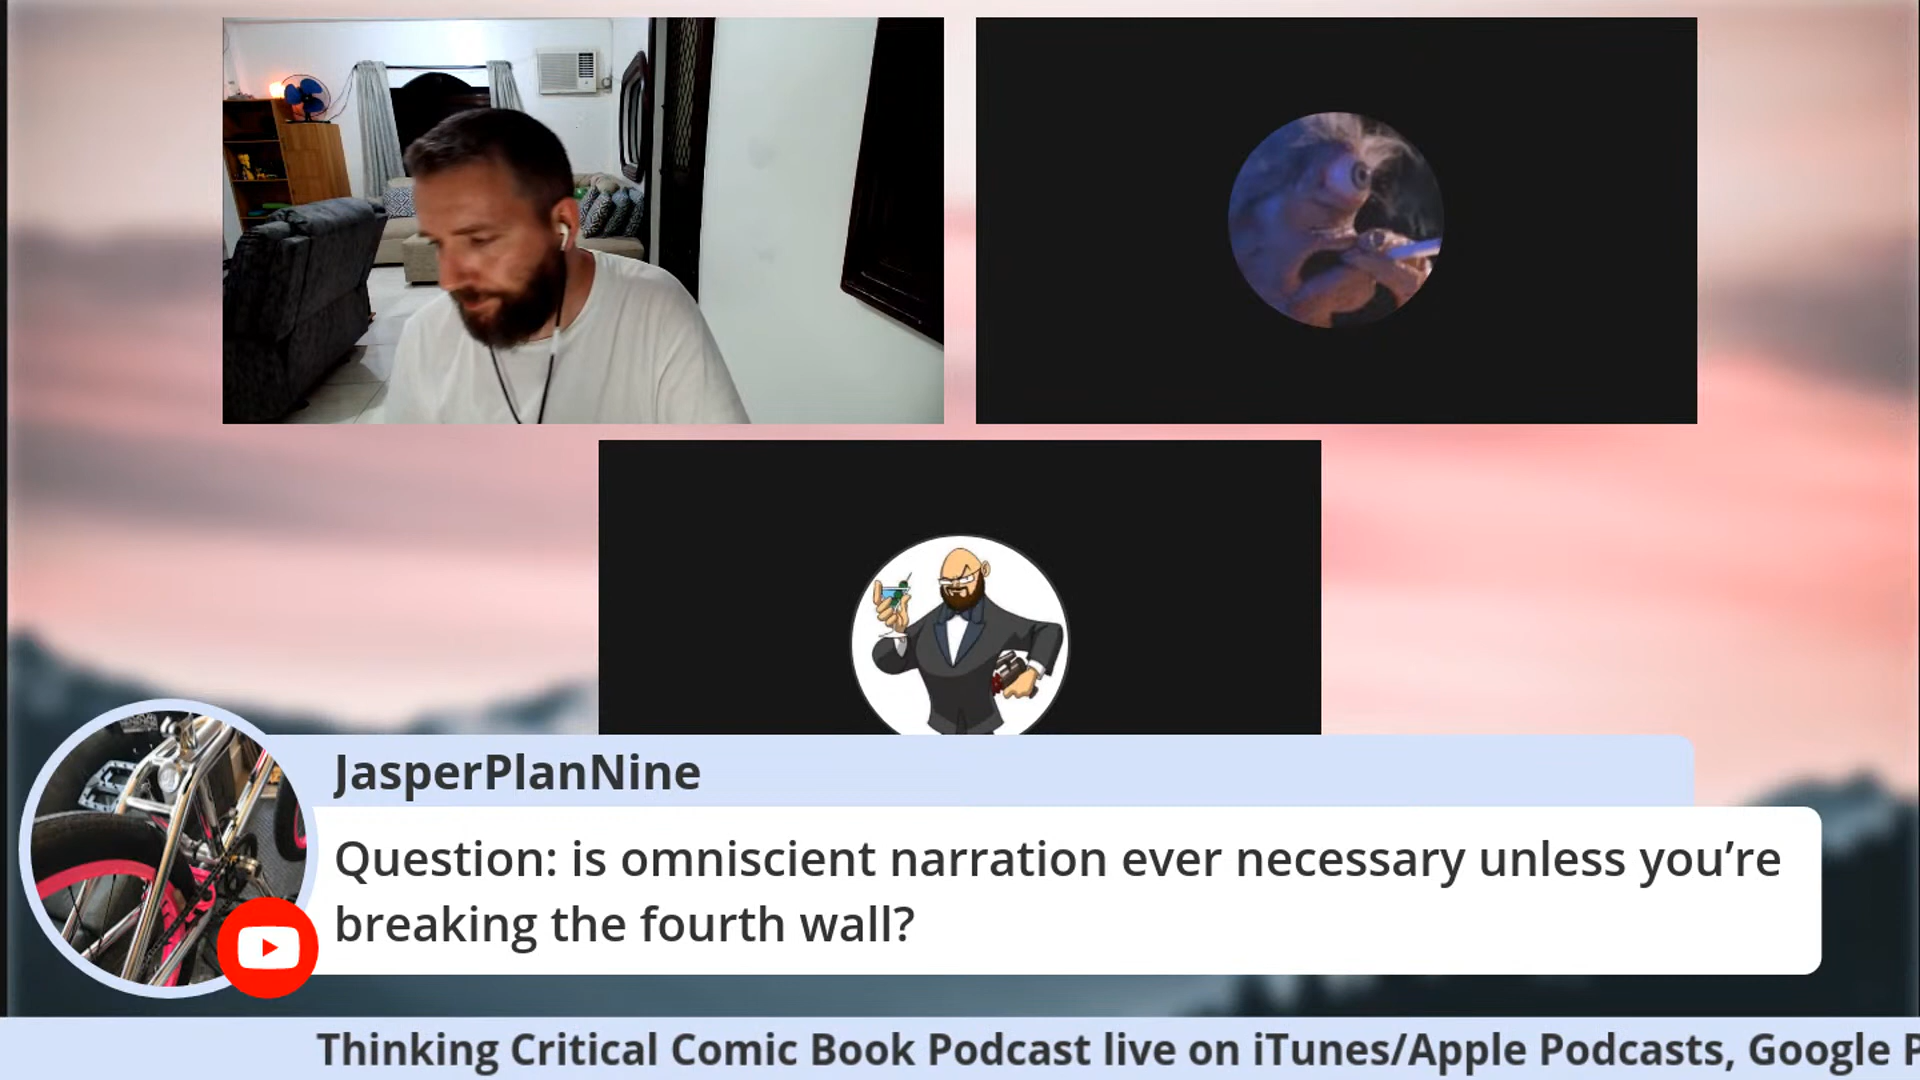 JasperPlanNine
Question: is omniscient narration ever necessary unless you’re
breaking the fourth wall?
Thinking Critical Comic Book Podcast live on iTunes/Apple Podcasts, Google